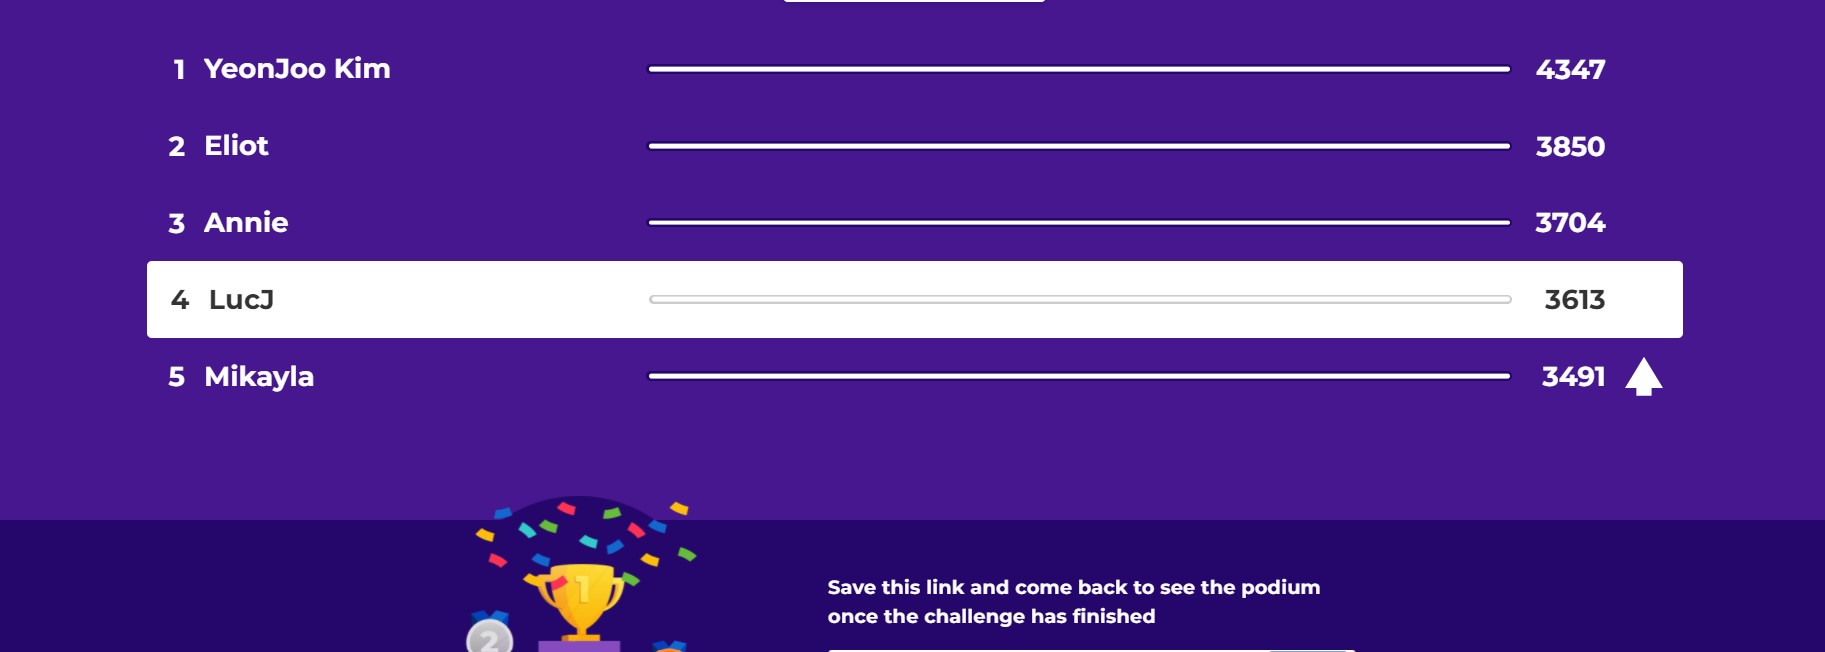 1 YeonJoo Kim 4347
2 Eliot 3850
3 Annie 3704
4 LucJ 3613
5 Mikayla 3491
1
2
Save this link and come back to see the podium
once the challenge has finished